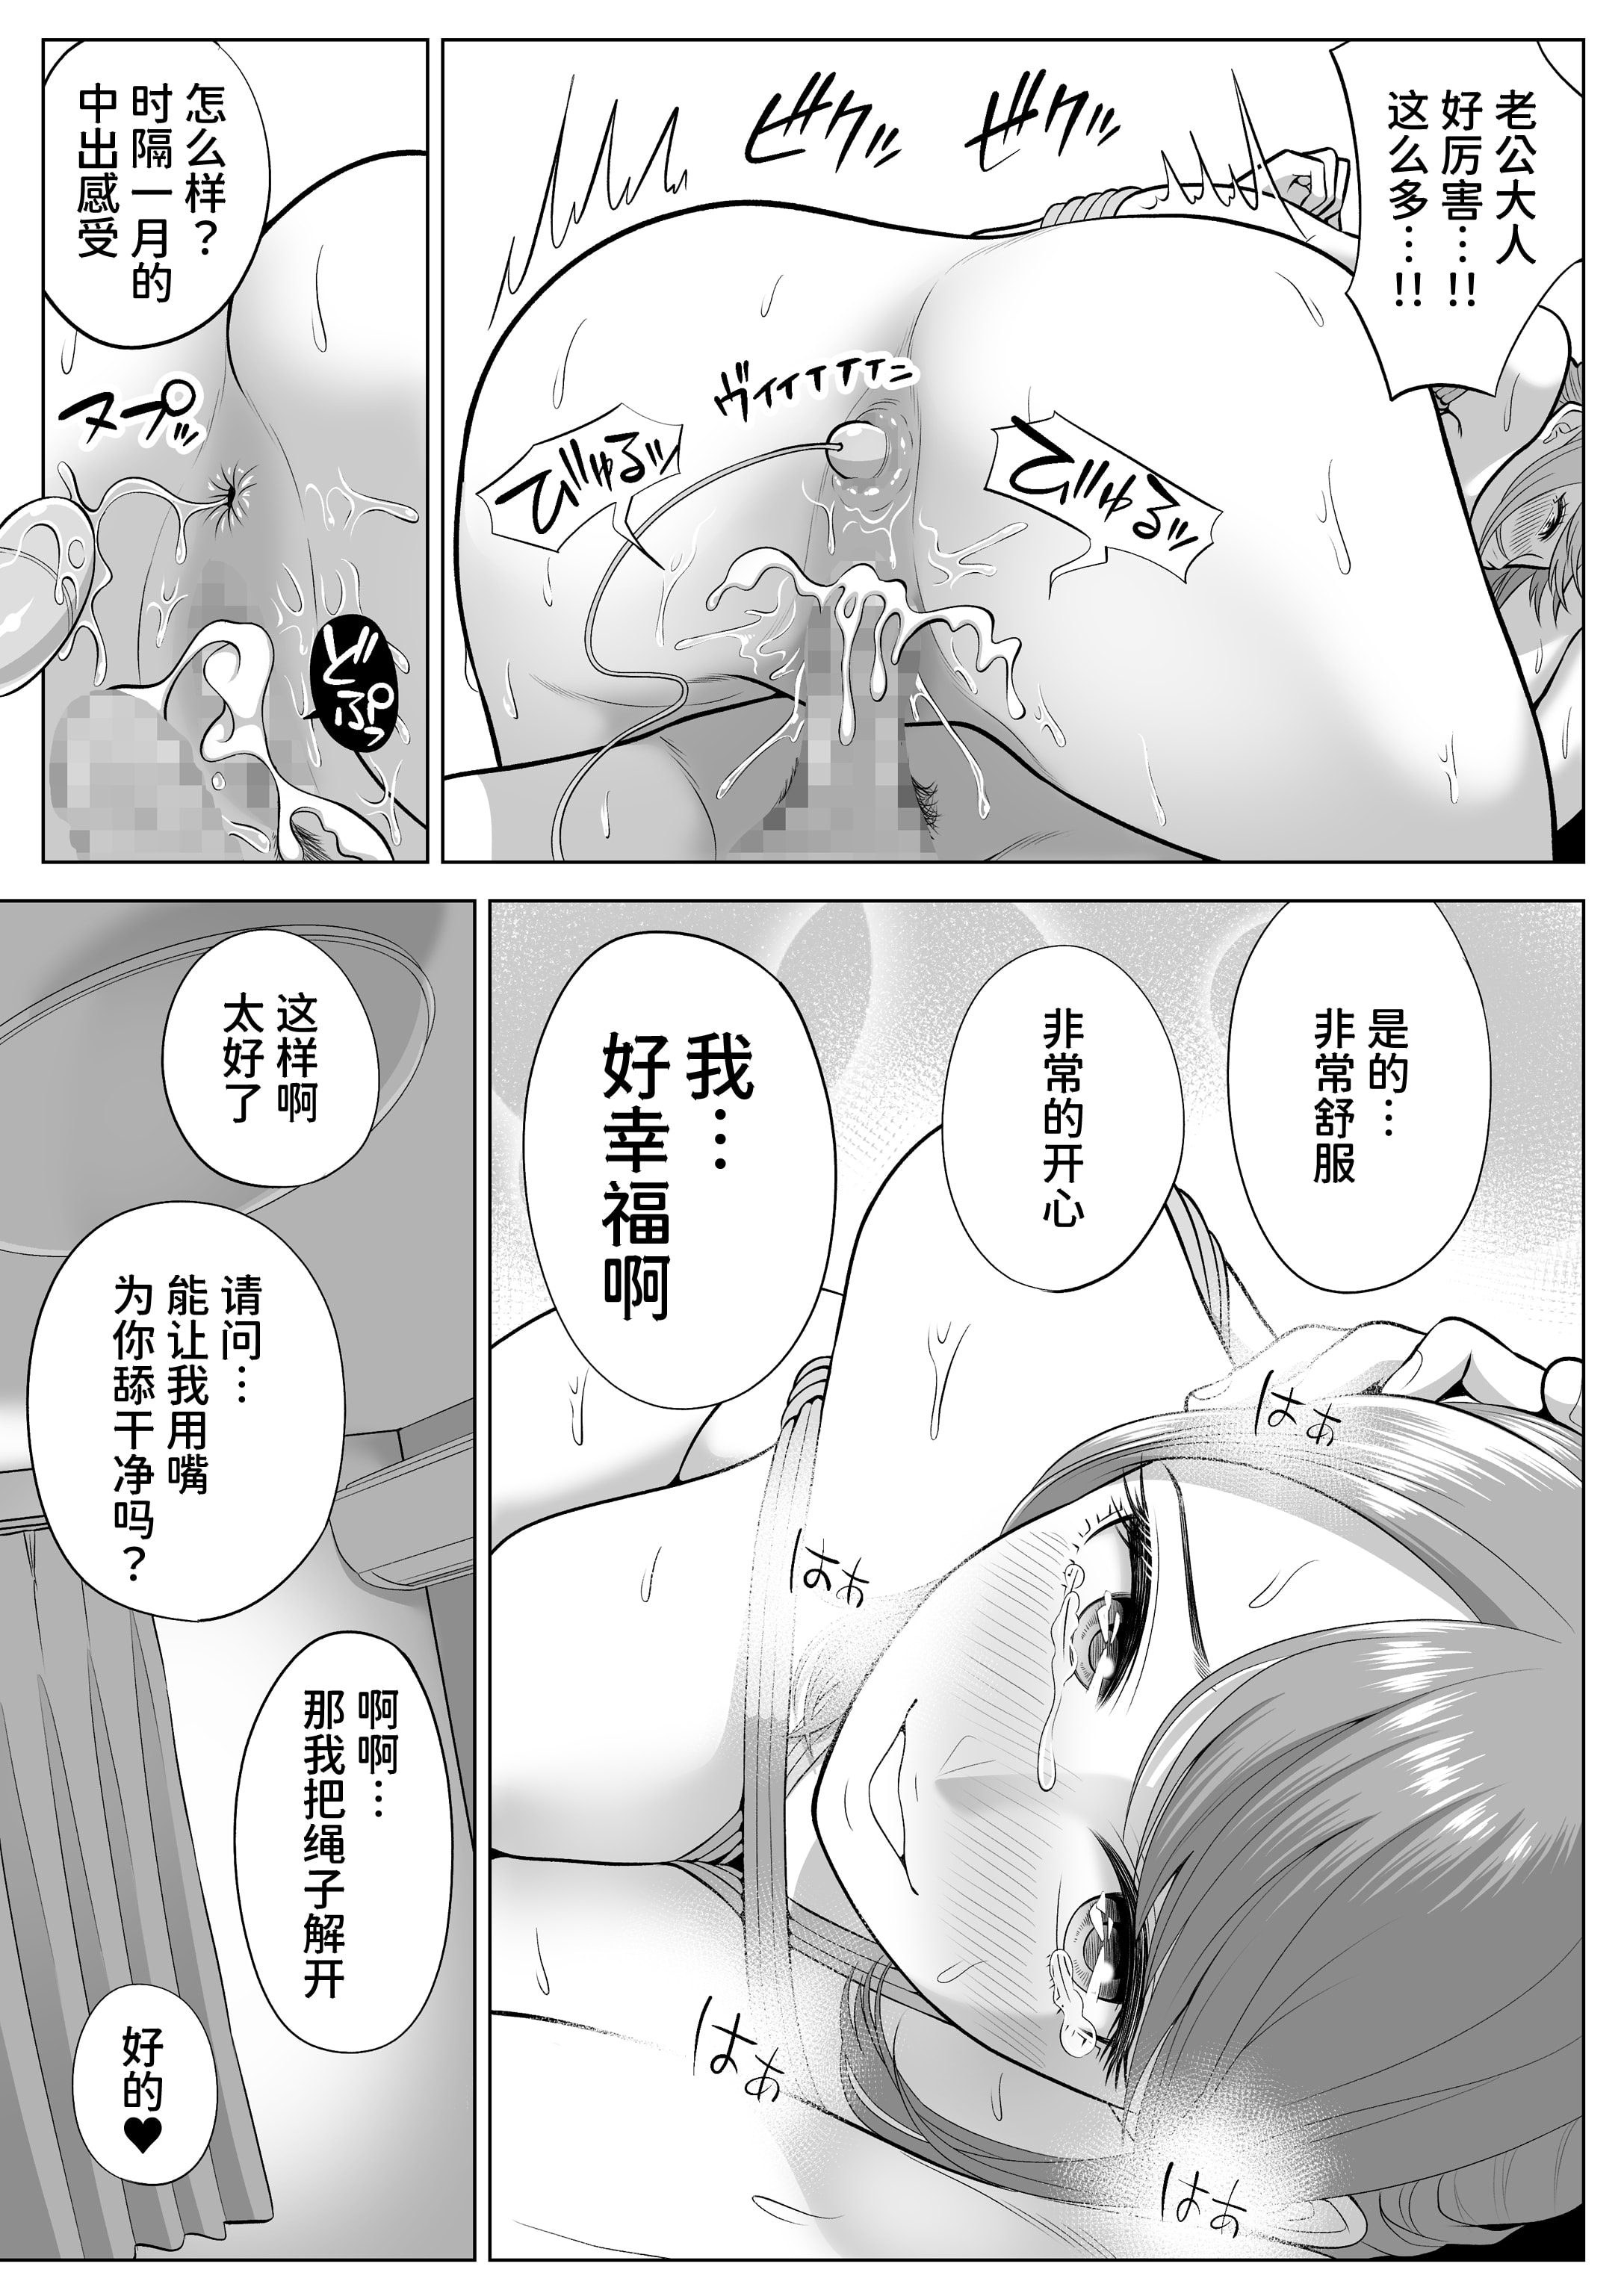 老公大人
好厉害…!!
这么多…!!
ビクッ
ビクッ
ヴィィイイイニ
びゅるッ
びゅるッ
怎么样？
时隔一月的
中出感受
ヌプッ
どぷっ
是的…
非常舒服
非常的开心
我…
好幸福啊
はぁ
はぁ
はぁ
はぁ
这样啊
太好了
请问…
能让我用嘴
为你舔干净吗？
啊啊…
那我把绳子解开
好的♥